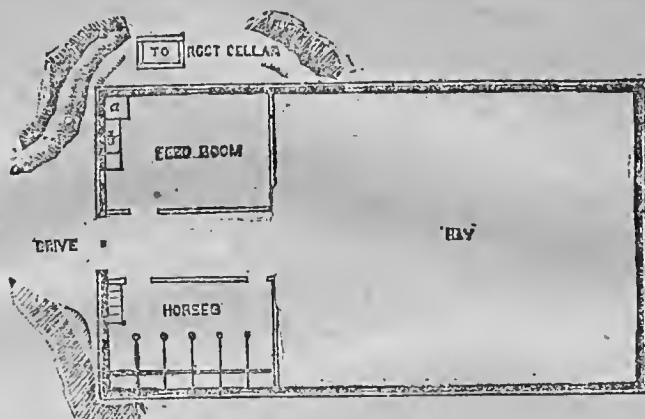 TO ROOT CELLAR
a
FEED ROOM
DRIVE
BAY
HORSES